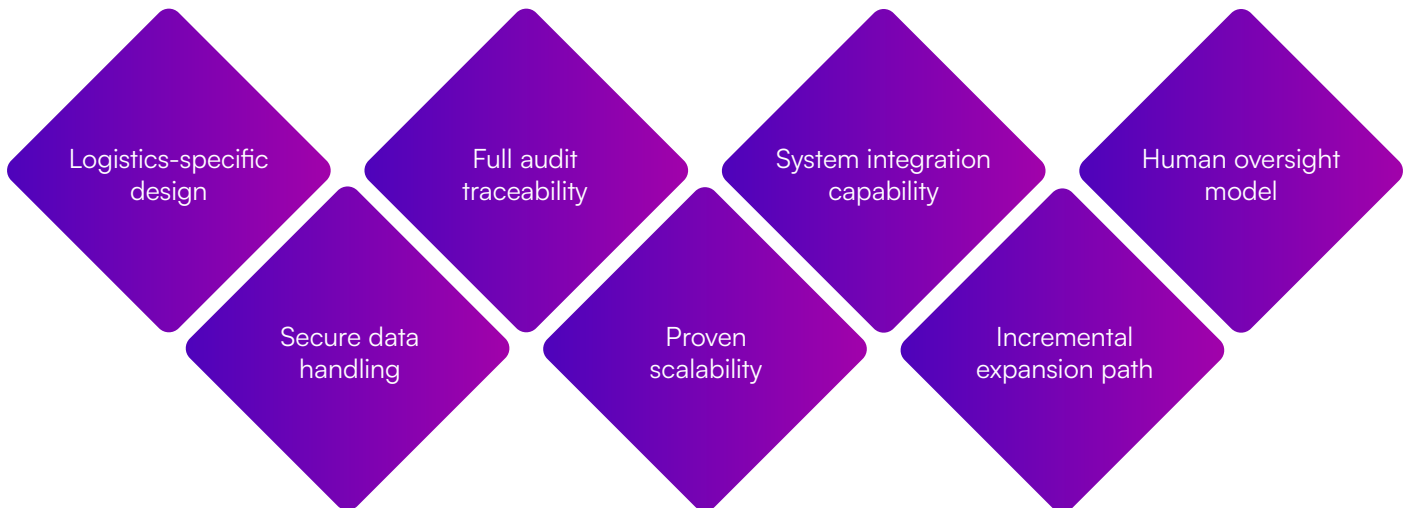 Logistics-specific
design
Full audit
traceability
System integration
capability
Human oversight
model
Secure data
handling
Proven
scalability
Incremental
expansion path